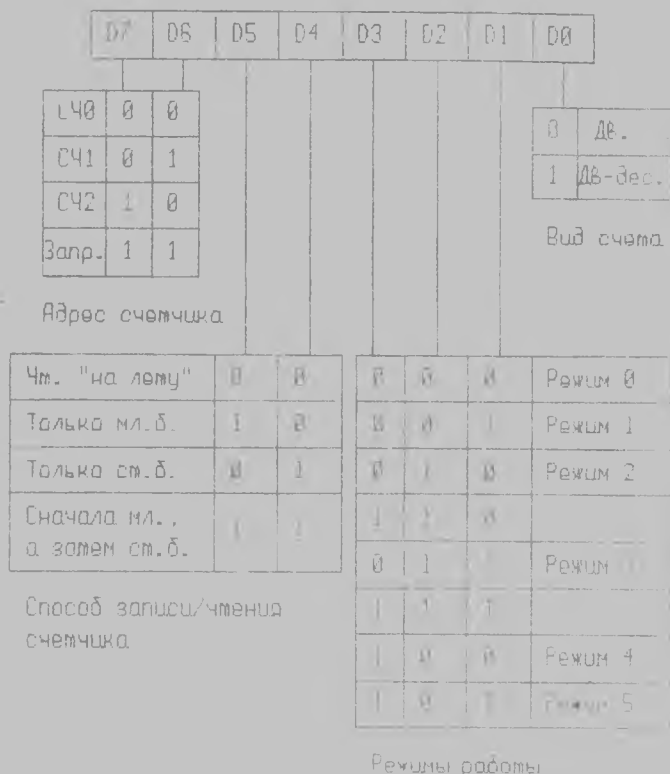 D7 D6 D5 D4 D3 D2 D1 D0
СЧ0 0 0
СЧ1 0 1
СЧ2 1 0
Запр. 1 1
Адрес счетчика
0 Дв.
1 Дв-дес.
Вид счета
Чт. "на лету" 0 0
Только мл.б. 1 0
Только ст.б. 0 1
Сначала мл.,
а затем ст.б. 1 1
Способ записи/чтения
счетчика
0 0 0 Режим 0
0 0 1 Режим 1
0 1 0 Режим 2
1 1 0
0 1 Режим
1 1 1
1 0 0 Режим 4
1 0 1 Режим 5
Режимы работы